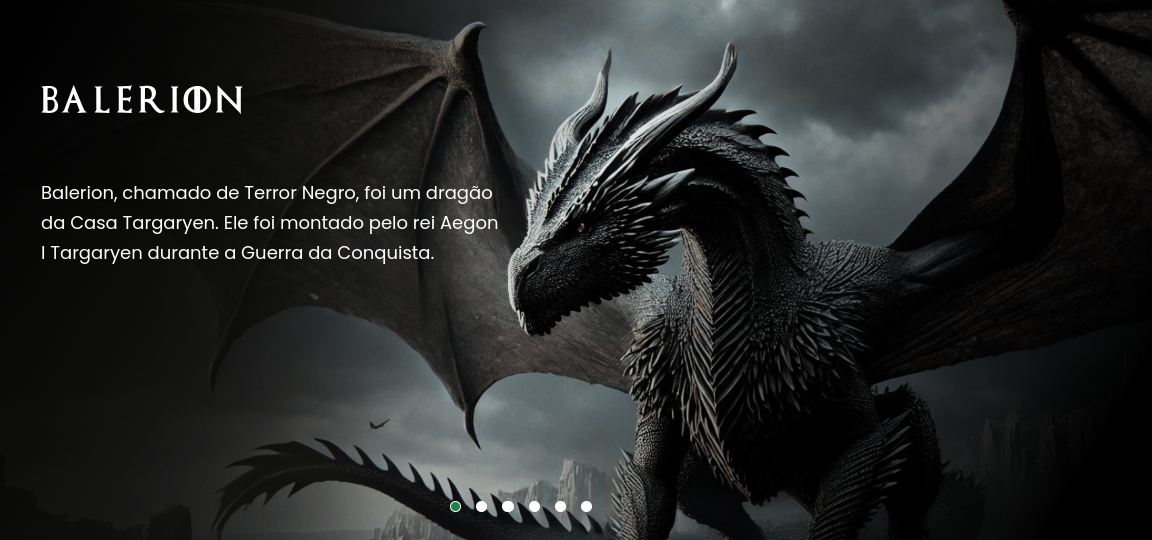 BALERION
Balerion, chamado de Terror Negro, foi um dragão
da Casa Targaryen. Ele foi montado pelo rei Aegon
I Targaryen durante a Guerra da Conquista.